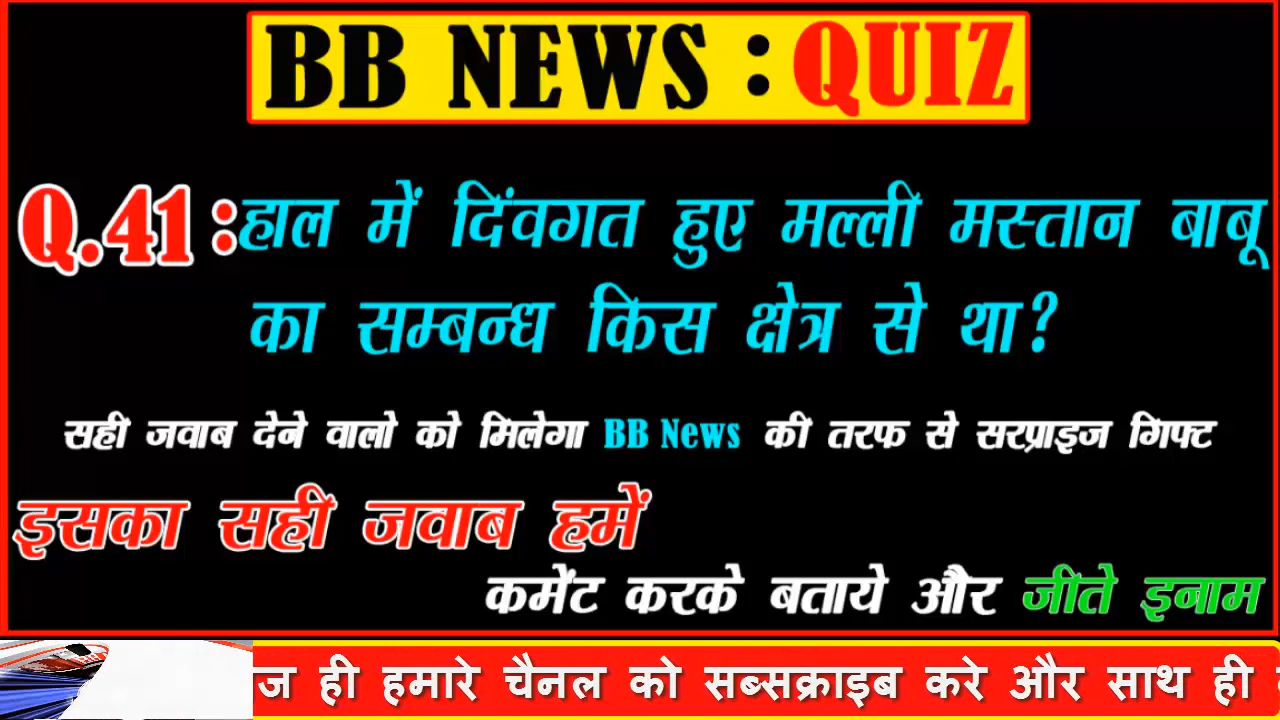 BB NEWS : QUIZ
Q.41 : हाल में दिंवगत हुए मल्ली मस्तान बाबू
का सम्बन्ध किस क्षेत्र से था?
सही जवाब देने वालो को मिलेगा BB News की तरफ से सरप्राइज गिफ्ट
इसका सही जवाब हमें
कमेंट करके बताये और जीते इनाम
ज ही हमारे चैनल को सब्सक्राइब करे और साथ ही